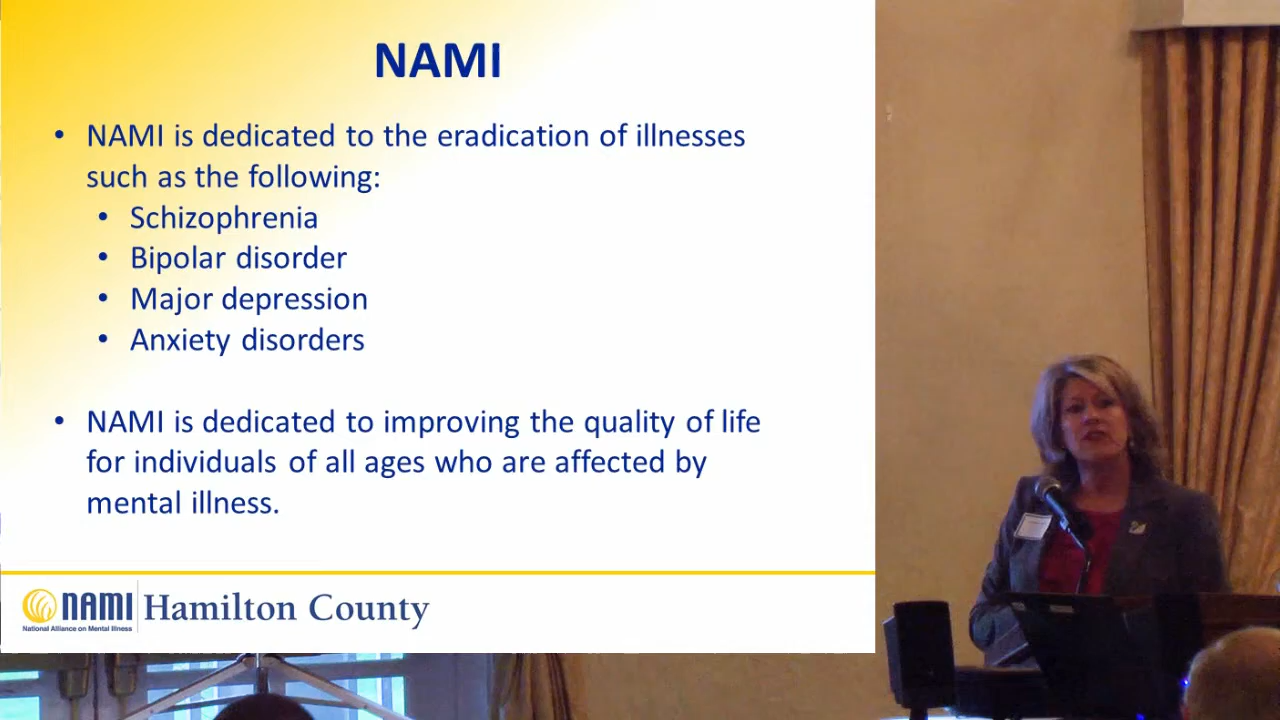 NAMI
• NAMI is dedicated to the eradication of illnesses
such as the following:
• Schizophrenia
• Bipolar disorder
• Major depression
• Anxiety disorders
• NAMI is dedicated to improving the quality of life
for individuals of all ages who are affected by
mental illness.
NAMI Hamilton County
National Alliance on Mental Illness